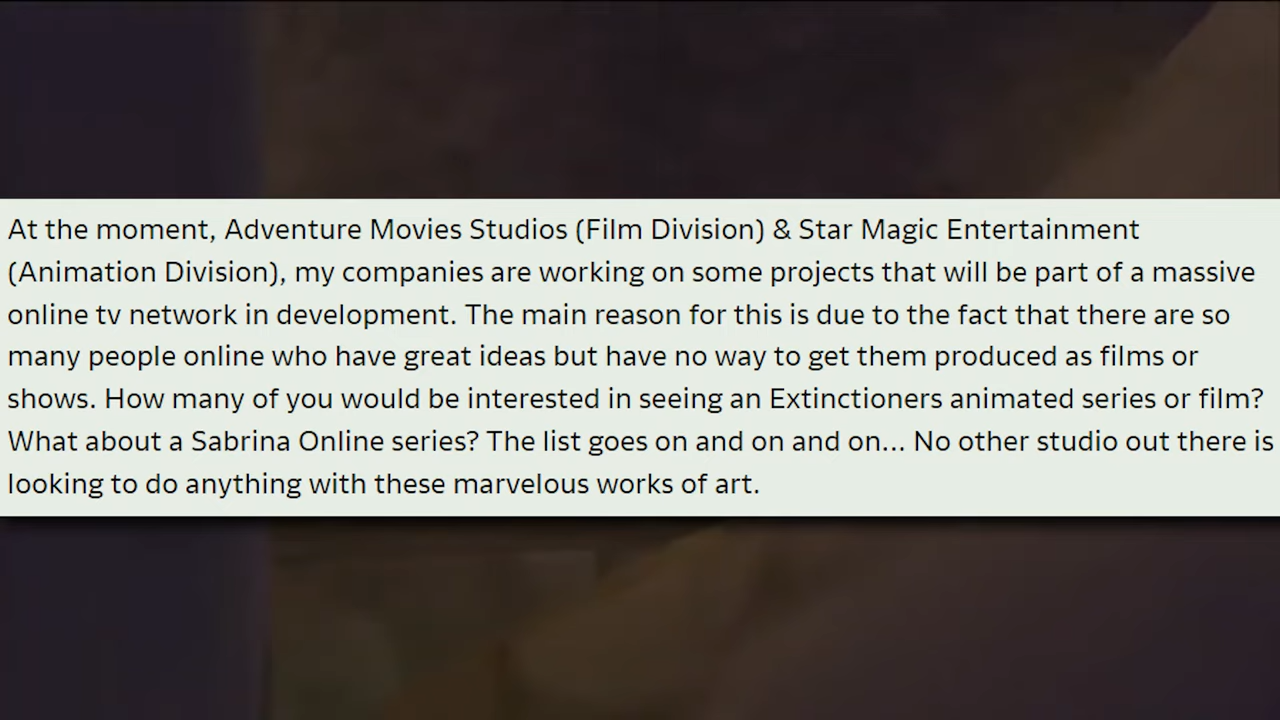 At the moment, Adventure Movies Studios (Film Division) & Star Magic Entertainment
(Animation Division), my companies are working on some projects that will be part of a massive
online tv network in development. The main reason for this is due to the fact that there are so
many people online who have great ideas but have no way to get them produced as films or
shows. How many of you would be interested in seeing an Extinctioners animated series or film?
What about a Sabrina Online series? The list goes on and on and on... No other studio out there is
looking to do anything with these marvelous works of art.